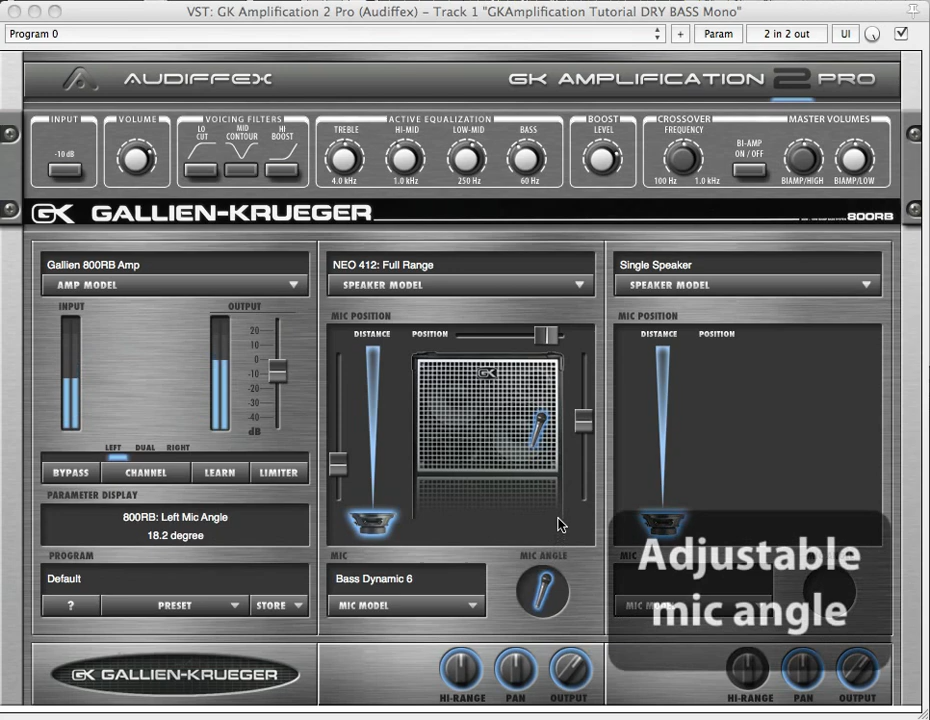 VST: GK Amplification 2 Pro (Audiffex) – Track 1 "GKAmplification Tutorial DRY BASS Mono"
Program 0
+
Param
2 in 2 out
UI
AUDIFFEX
GK AMPLIFICATION 2 PRO
INPUT
VOLUME
VOICING FILTERS
ACTIVE EQUALIZATION
BOOST
CROSSOVER
MASTER VOLUMES
-10 dB
LO CUT
MID CONTOUR
HI BOOST
TREBLE
HI-MID
LOW-MID
BASS
LEVEL
FREQUENCY
BI-AMP
ON / OFF
4.0 kHz
1.0 kHz
250 Hz
60 Hz
100 Hz
1.0 kHz
BIAMP/HIGH
BIAMP/LOW
GK GALLIEN-KRUEGER
800RB
Gallien 800RB Amp
AMP MODEL
NEO 412: Full Range
SPEAKER MODEL
Single Speaker
SPEAKER MODEL
INPUT
OUTPUT
20
10
0
-10
-20
-30
-40
dB
LEFT
DUAL
RIGHT
BYPASS
CHANNEL
LEARN
LIMITER
PARAMETER DISPLAY
800RB: Left Mic Angle
18.2 degree
PROGRAM
Default
?
PRESET
STORE
MIC POSITION
DISTANCE
POSITION
GK
MIC
MIC ANGLE
Bass Dynamic 6
MIC MODEL
MIC POSITION
DISTANCE
POSITION
MIC
Adjustable
mic angle
GK GALLIEN-KRUEGER
HI-RANGE
PAN
OUTPUT
HI-RANGE
PAN
OUTPUT